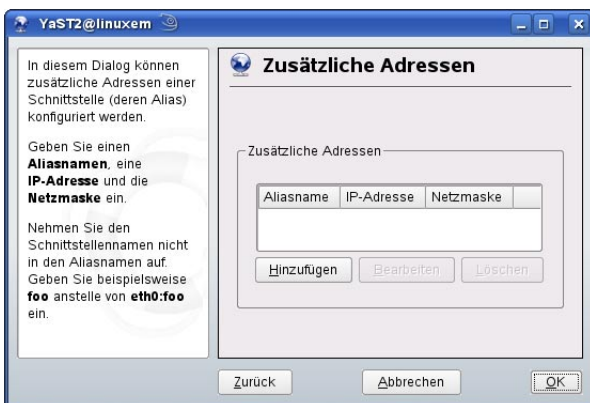 YaST2@linuxem
In diesem Dialog können
zusätzliche Adressen einer
Schnittstelle (deren Alias)
konfiguriert werden.
Geben Sie einen
Aliasnamen, eine
IP-Adresse und die
Netzmaske ein.
Nehmen Sie den
Schnittstellennamen nicht
in den Aliasnamen auf.
Geben Sie beispielsweise
foo anstelle von eth0:foo
ein.
Zusätzliche Adressen
Zusätzliche Adressen
Aliasname IP-Adresse Netzmaske
Hinzufügen Bearbeiten Löschen
Zurück Abbrechen OK